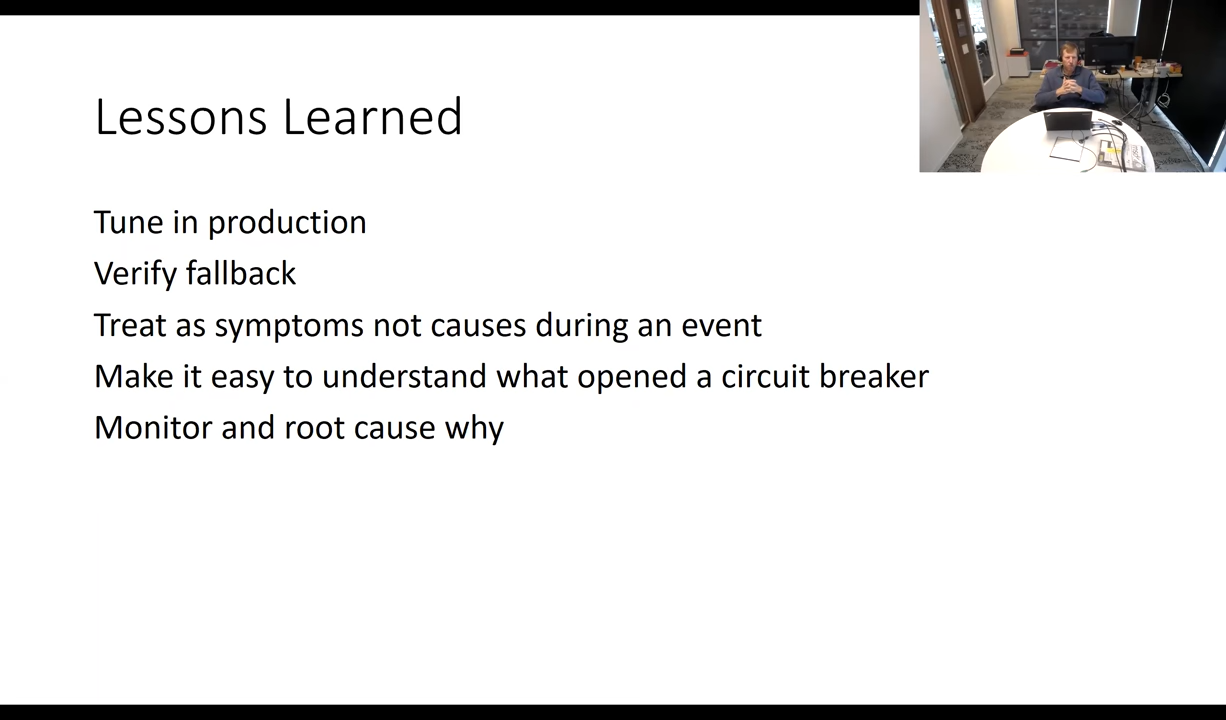 Lessons Learned
Tune in production
Verify fallback
Treat as symptoms not causes during an event
Make it easy to understand what opened a circuit breaker
Monitor and root cause why